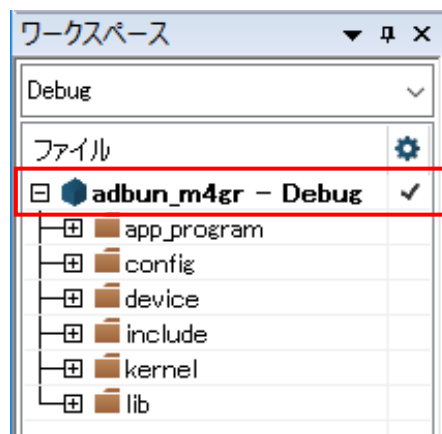 ワークスペース
Debug
ファイル
adbun_m4gr - Debug
app_program
config
device
include
kernel
lib